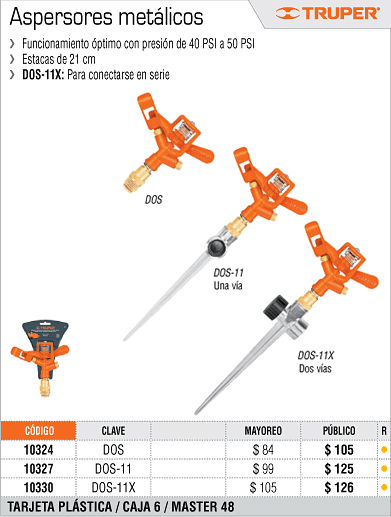 Aspersores metálicos
TRUPER®
› Funcionamiento óptimo con presión de 40 PSI a 50 PSI
› Estacas de 21 cm
› DOS-11X: Para conectarse en serie
DOS
DOS-11
Una vía
DOS-11X
Dos vías
TRUPER
CÓDIGO CLAVE MAYOREO PÚBLICO R
10324 DOS $ 84 $ 105
10327 DOS-11 $ 99 $ 125
10330 DOS-11X $ 105 $ 126
TARJETA PLÁSTICA / CAJA 6 / MASTER 48